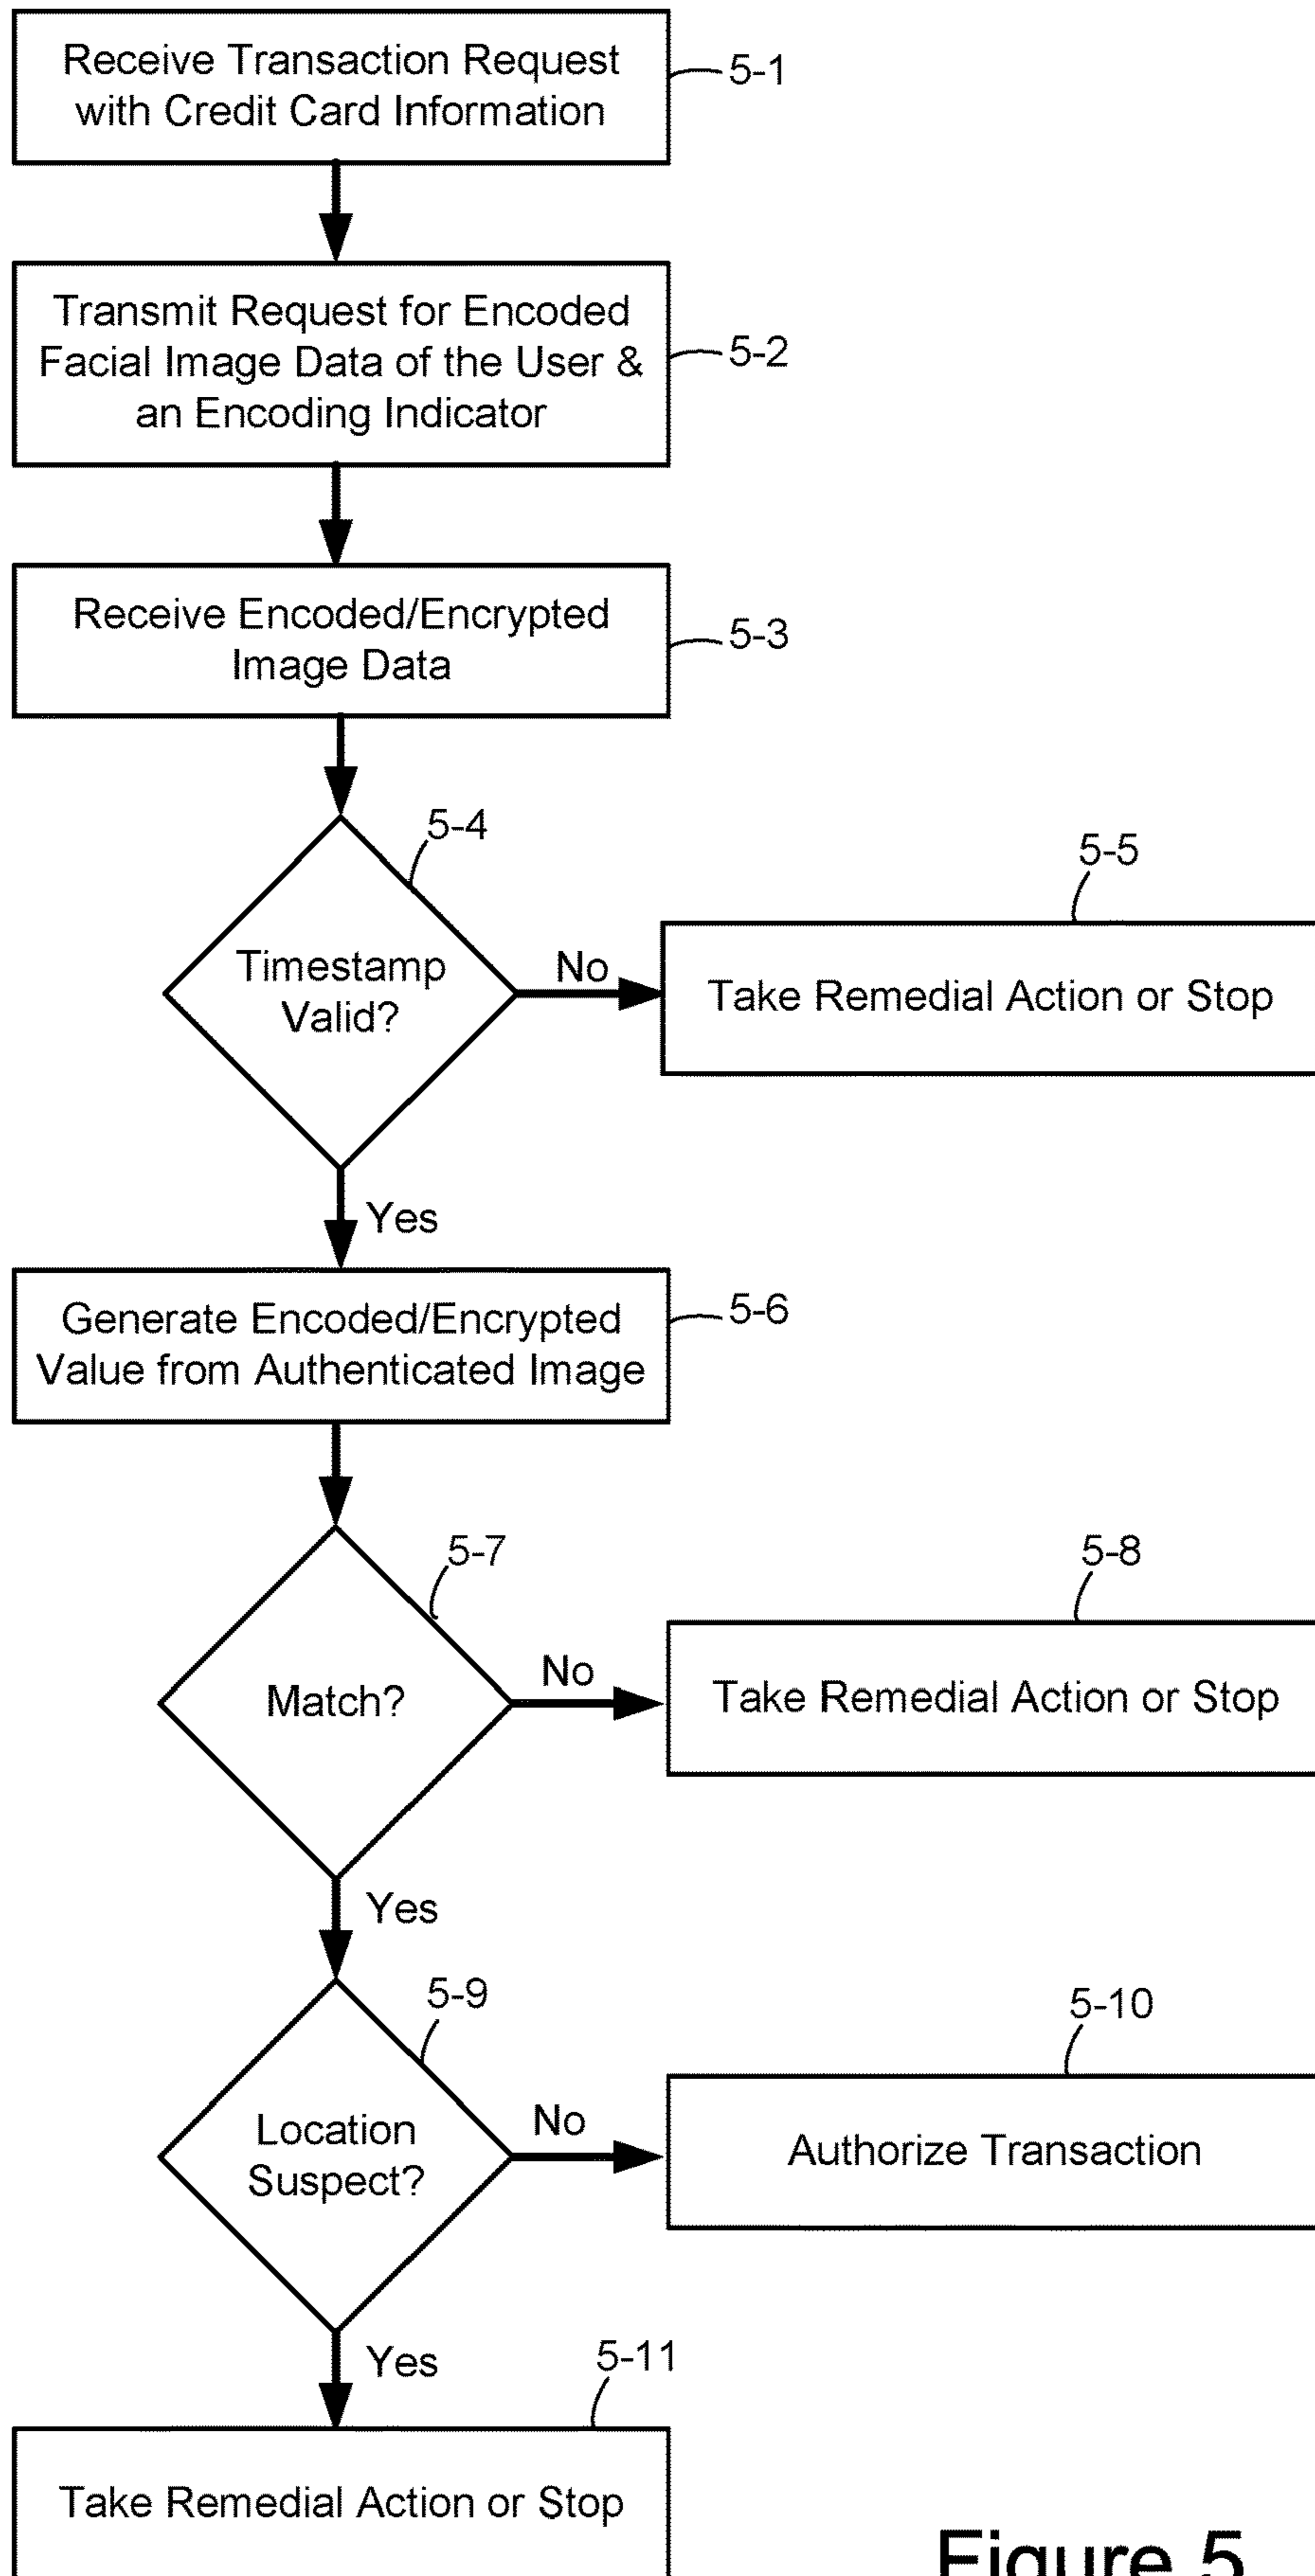 Receive Transaction Request
with Credit Card Information
5-1
Transmit Request for Encoded
Facial Image Data of the User &
an Encoding Indicator
5-2
Receive Encoded/Encrypted
Image Data
5-3
5-4
Timestamp
Valid?
No
5-5
Take Remedial Action or Stop
Yes
Generate Encoded/Encrypted
Value from Authenticated Image
5-6
5-7
Match?
No
5-8
Take Remedial Action or Stop
Yes
5-9
Location
Suspect?
No
5-10
Authorize Transaction
Yes
5-11
Take Remedial Action or Stop
Figure 5